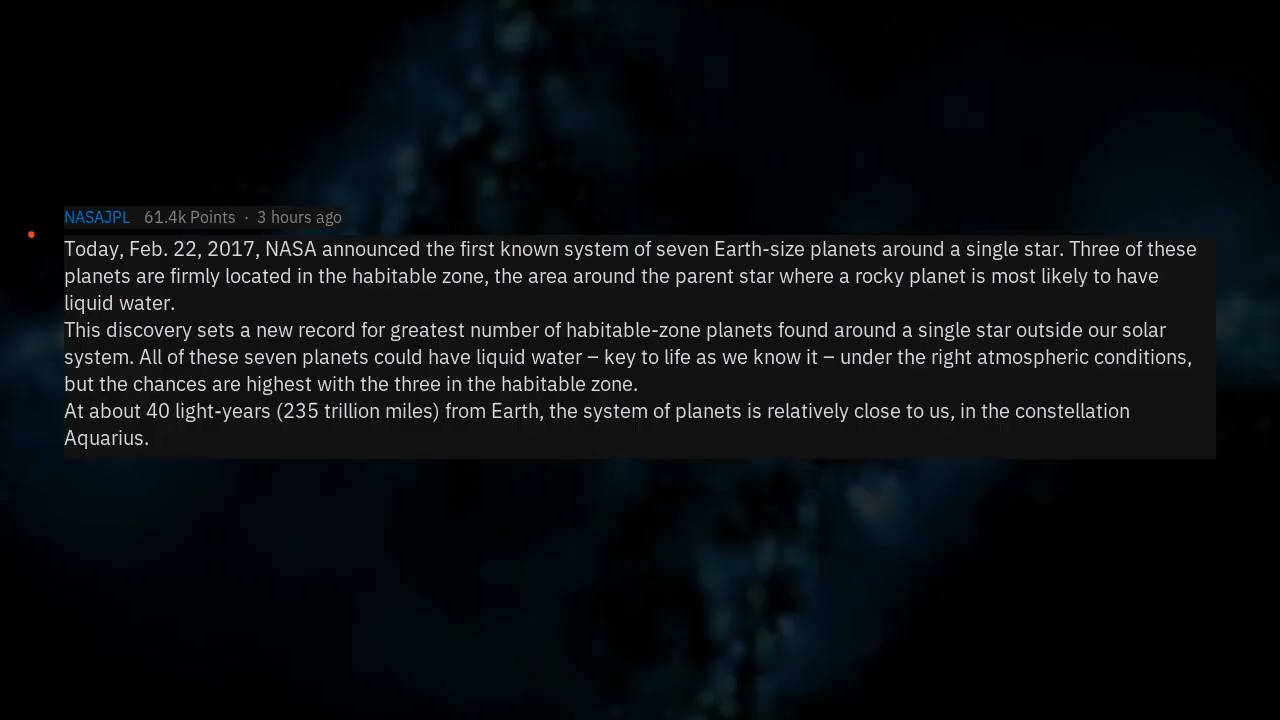 NASAJPL 61.4k Points · 3 hours ago
Today, Feb. 22, 2017, NASA announced the first known system of seven Earth-size planets around a single star. Three of these
planets are firmly located in the habitable zone, the area around the parent star where a rocky planet is most likely to have
liquid water.
This discovery sets a new record for greatest number of habitable-zone planets found around a single star outside our solar
system. All of these seven planets could have liquid water – key to life as we know it – under the right atmospheric conditions,
but the chances are highest with the three in the habitable zone.
At about 40 light-years (235 trillion miles) from Earth, the system of planets is relatively close to us, in the constellation
Aquarius.